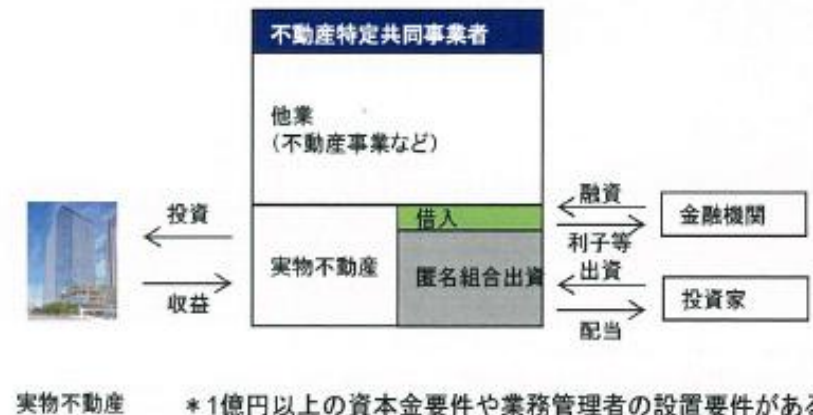 不動産特定共同事業者
他業
(不動産事業など)
投資
収益
実物不動産
借入
匿名組合出資
融資
利子等
出資
配当
金融機関
投資家
実物不動産
*1億円以上の資本金要件や業務管理者の設置要件がある